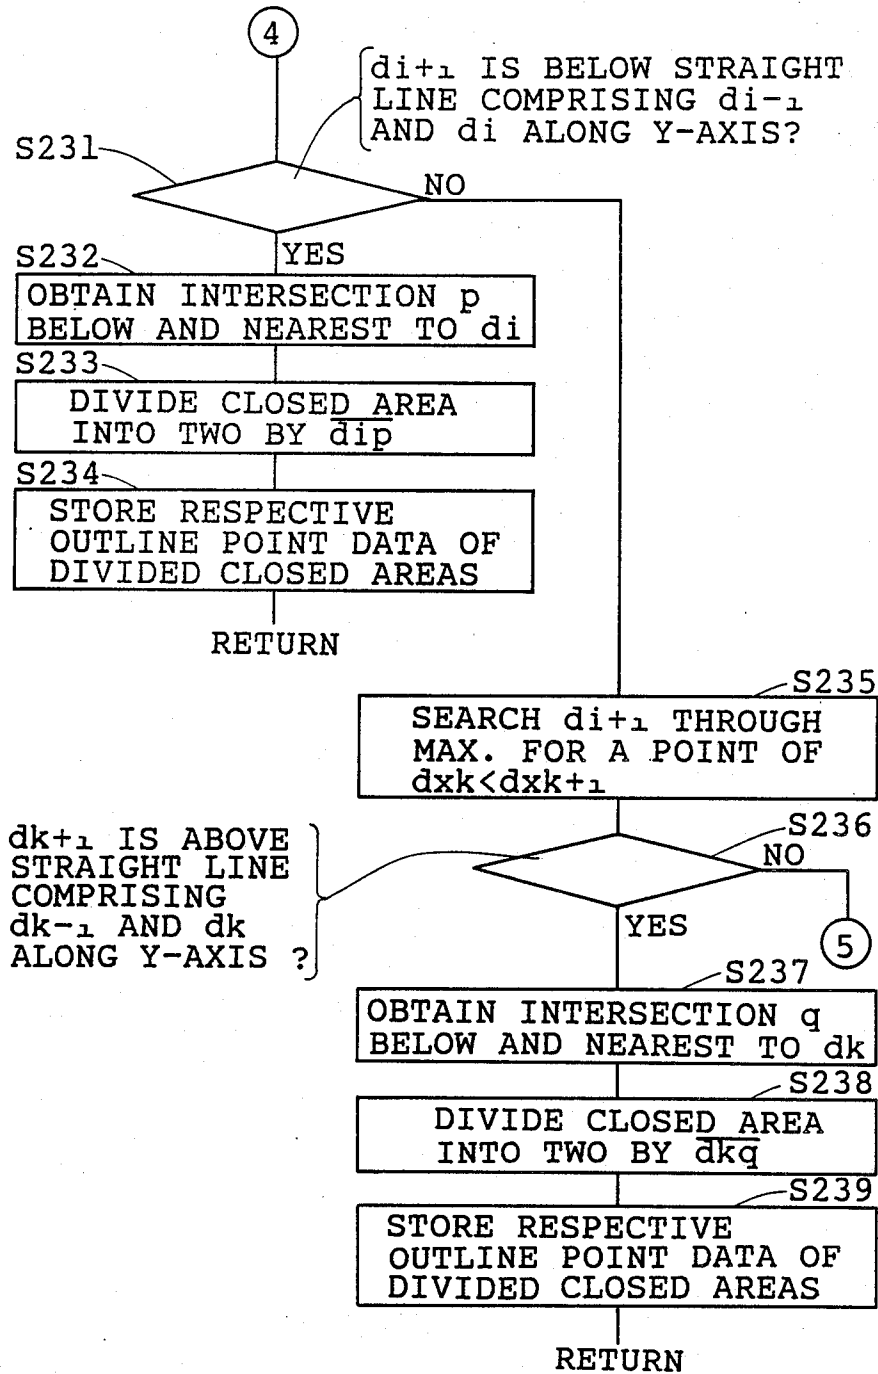 4
di+1 IS BELOW STRAIGHT
LINE COMPRISING di-1
AND di ALONG Y-AXIS?
S231
NO
YES
S232
OBTAIN INTERSECTION p
BELOW AND NEAREST TO di
S233
DIVIDE CLOSED AREA
INTO TWO BY dip
S234
STORE RESPECTIVE
OUTLINE POINT DATA OF
DIVIDED CLOSED AREAS
RETURN
S235
SEARCH di+1 THROUGH
MAX. FOR A POINT OF
dxk<dxk+1
S236
dk+1 IS ABOVE
STRAIGHT LINE
COMPRISING
dk-1 AND dk
ALONG Y-AXIS ?
NO
YES
5
S237
OBTAIN INTERSECTION q
BELOW AND NEAREST TO dk
S238
DIVIDE CLOSED AREA
INTO TWO BY dkq
S239
STORE RESPECTIVE
OUTLINE POINT DATA OF
DIVIDED CLOSED AREAS
RETURN